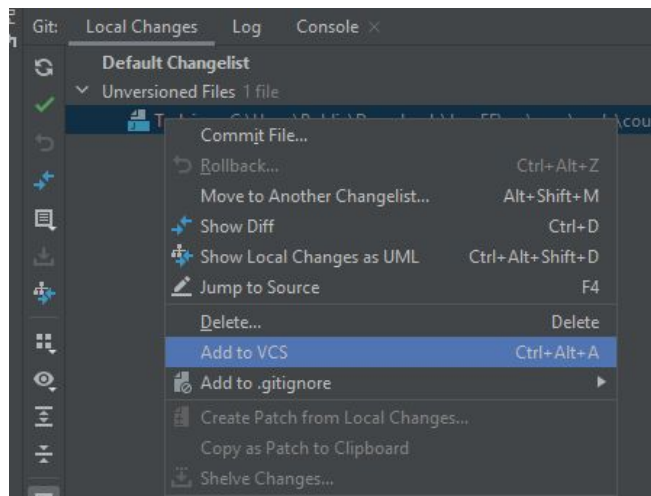 Git: Local Changes Log Console ×
Default Changelist
Unversioned Files 1 file
Commit File...
Rollback... Ctrl+Alt+Z
Move to Another Changelist... Alt+Shift+M
Show Diff Ctrl+D
Show Local Changes as UML Ctrl+Alt+Shift+D
Jump to Source F4
Delete... Delete
Add to VCS Ctrl+Alt+A
Add to .gitignore
Create Patch from Local Changes...
Copy as Patch to Clipboard
Shelve Changes...